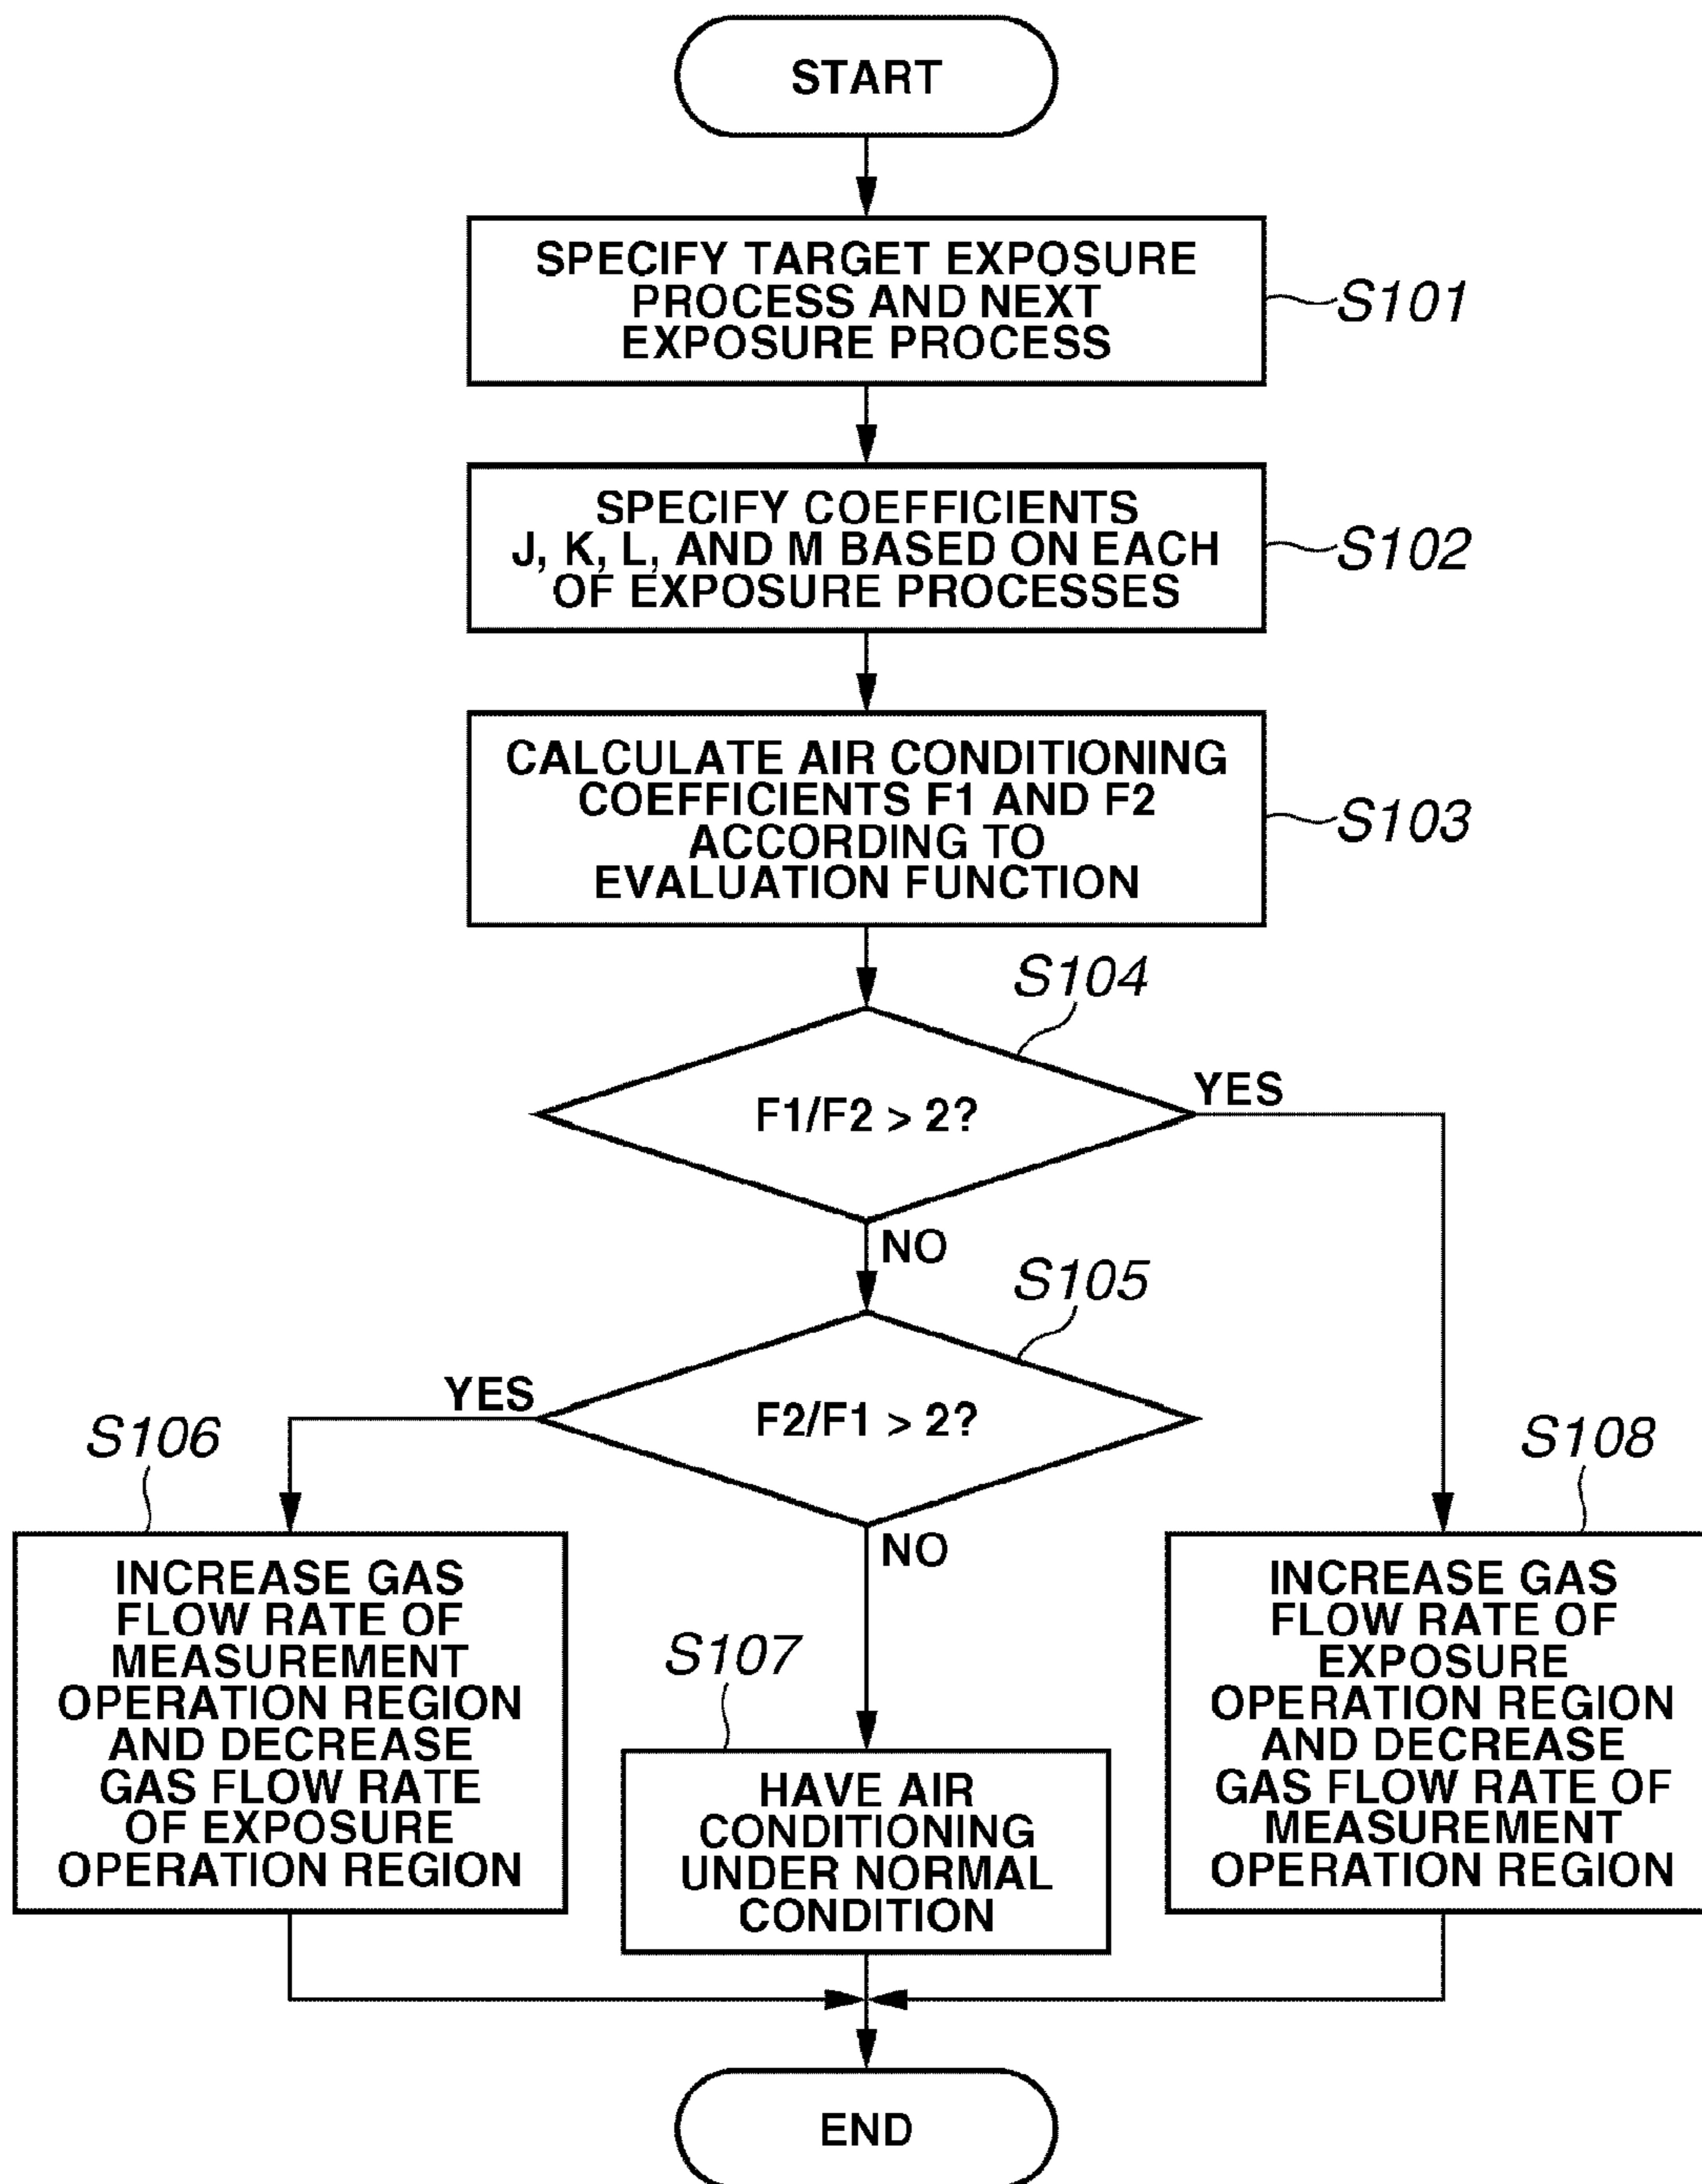 START
SPECIFY TARGET EXPOSURE
PROCESS AND NEXT
EXPOSURE PROCESS
S101
SPECIFY COEFFICIENTS
J, K, L, AND M BASED ON EACH
OF EXPOSURE PROCESSES
S102
CALCULATE AIR CONDITIONING
COEFFICIENTS F1 AND F2
ACCORDING TO
EVALUATION FUNCTION
S103
S104
F1/F2 > 2?
YES
NO
S105
F2/F1 > 2?
YES
NO
S106
INCREASE GAS
FLOW RATE OF
MEASUREMENT
OPERATION REGION
AND DECREASE
GAS FLOW RATE
OF EXPOSURE
OPERATION REGION
S107
HAVE AIR
CONDITIONING
UNDER NORMAL
CONDITION
S108
INCREASE GAS
FLOW RATE OF
EXPOSURE
OPERATION REGION
AND DECREASE
GAS FLOW RATE OF
MEASUREMENT
OPERATION REGION
END